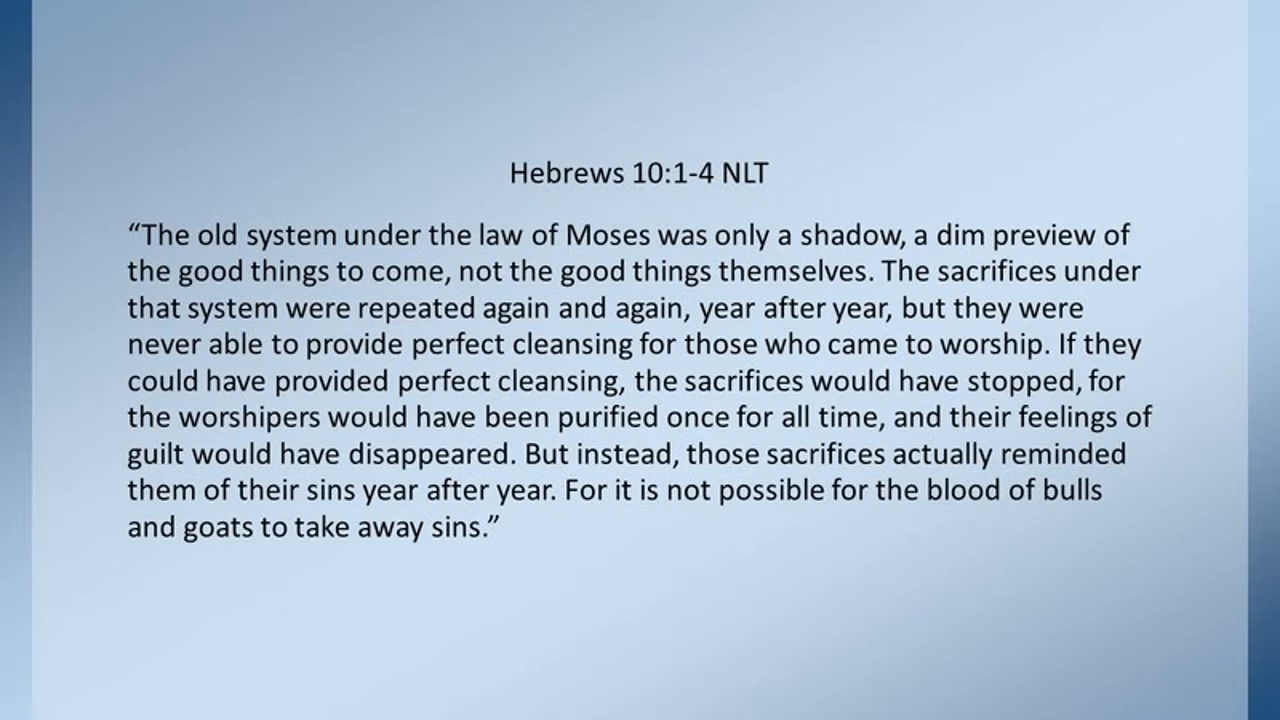 Hebrews 10:1-4 NLT
“The old system under the law of Moses was only a shadow, a dim preview of
the good things to come, not the good things themselves. The sacrifices under
that system were repeated again and again, year after year, but they were
never able to provide perfect cleansing for those who came to worship. If they
could have provided perfect cleansing, the sacrifices would have stopped, for
the worshipers would have been purified once for all time, and their feelings of
guilt would have disappeared. But instead, those sacrifices actually reminded
them of their sins year after year. For it is not possible for the blood of bulls
and goats to take away sins.”